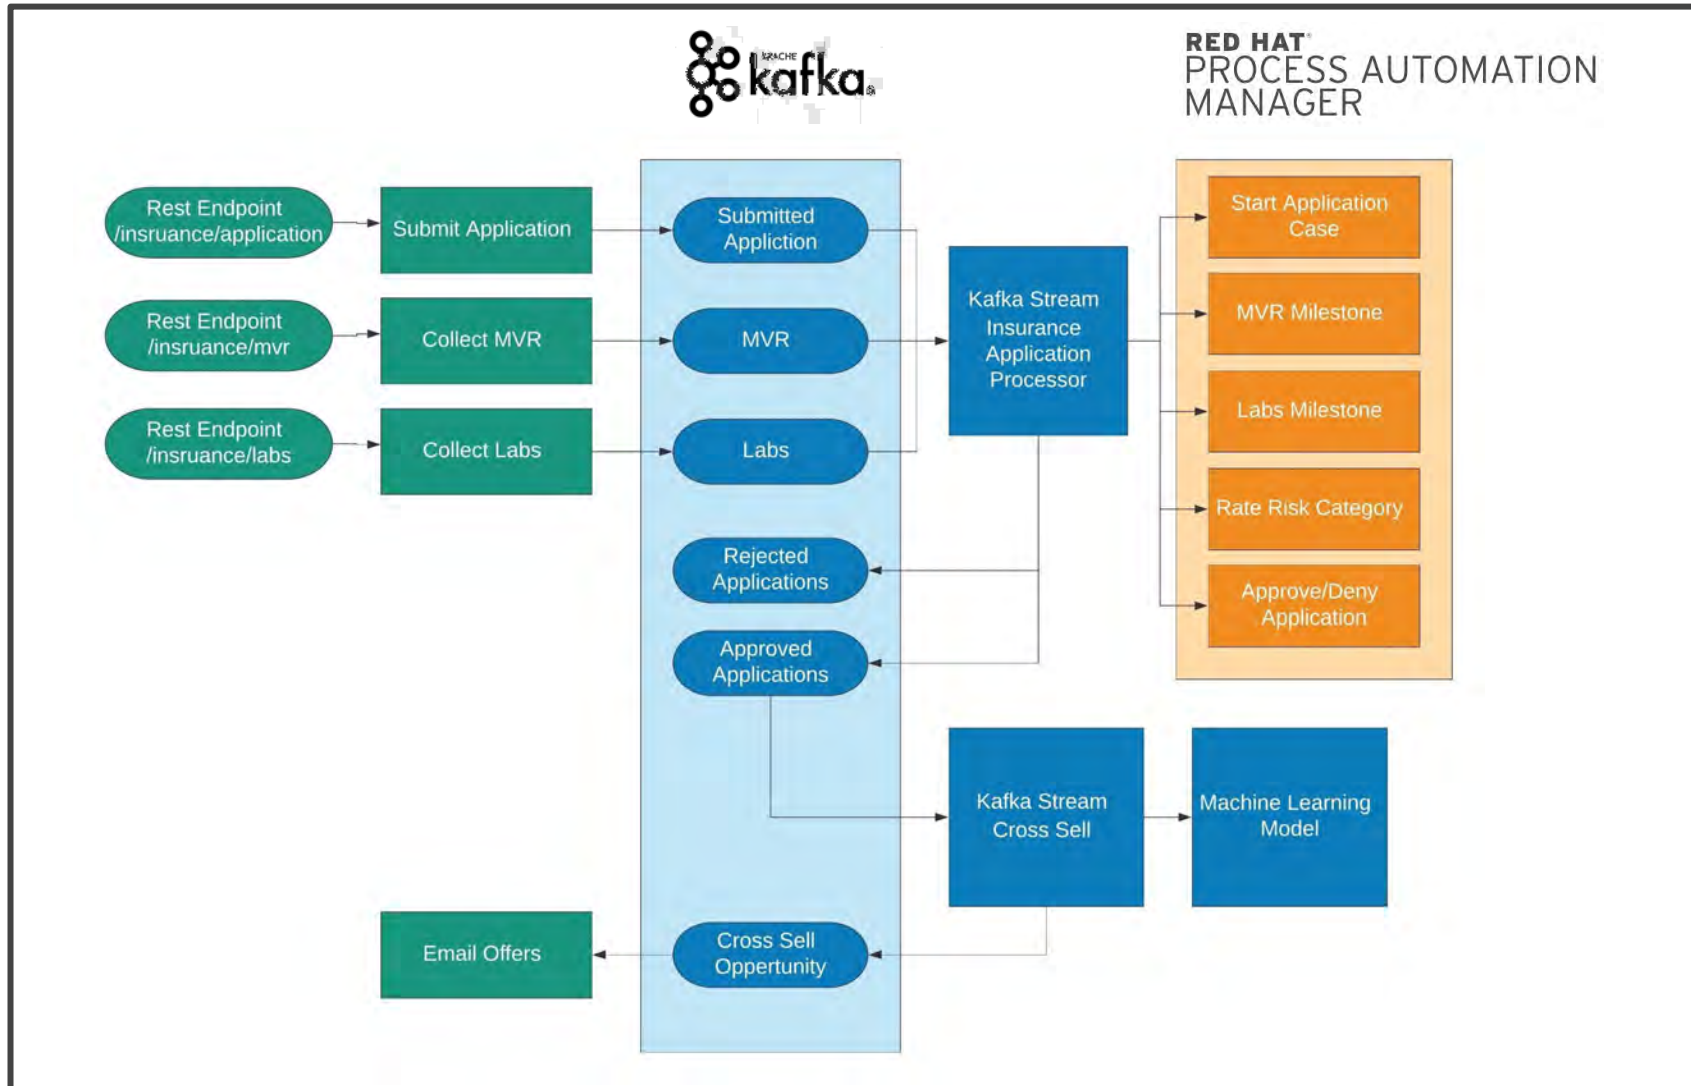 APACHE
kafka
RED HAT
PROCESS AUTOMATION
MANAGER
Rest Endpoint
/insruance/application
Submit Application
Submitted
Appliction
Start Application
Case
Rest Endpoint
/insruance/mvr
Collect MVR
MVR
Kafka Stream
Insurance
Application
Processor
MVR Milestone
Rest Endpoint
/insruance/labs
Collect Labs
Labs
Labs Milestone
Rate Risk Category
Rejected
Applications
Approve/Deny
Application
Approved
Applications
Kafka Stream
Cross Sell
Machine Learning
Model
Email Offers
Cross Sell
Oppertunity